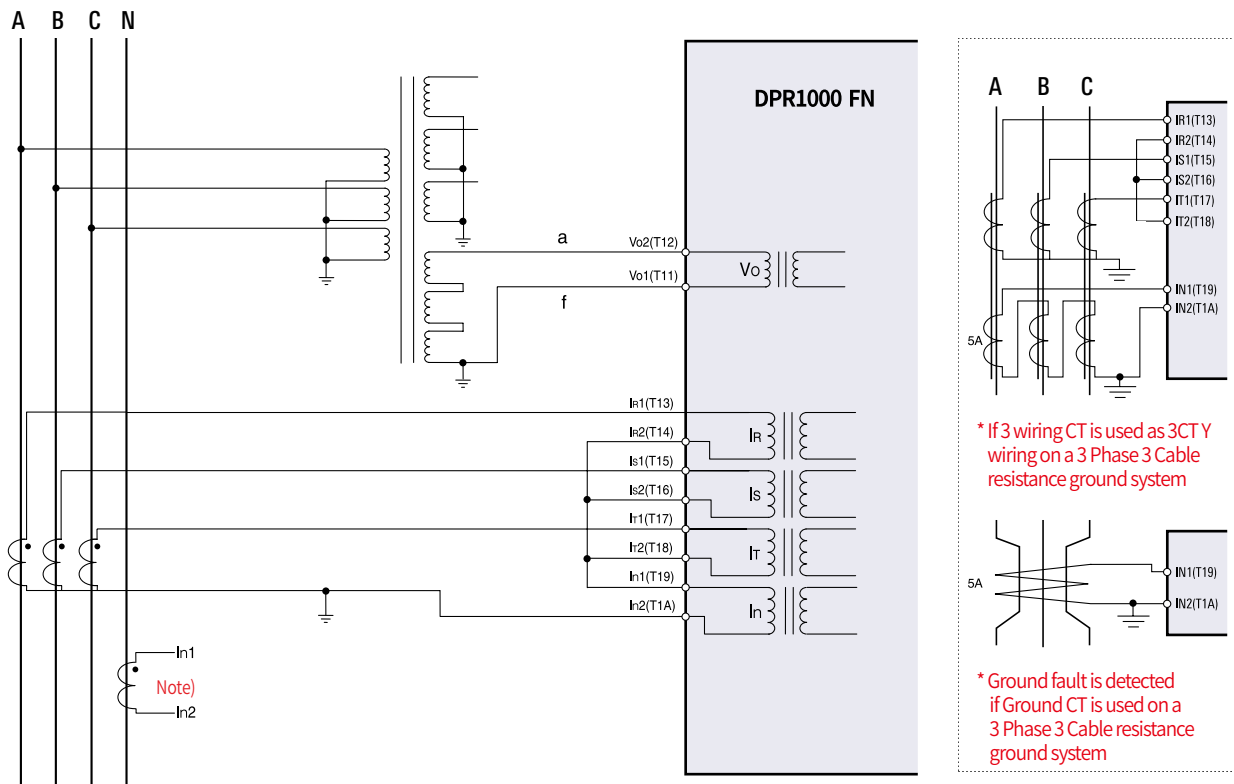 A B C N
DPR1000 FN
a
Vo2(T12)
Vo1(T11)
f
Vo
IR1(T13)
IR2(T14)
IS1(T15)
IS2(T16)
IT1(T17)
IT2(T18)
In1(T19)
In2(T1A)
IR
IS
IT
In
In1
Note)
In2
A B C
IR1(T13)
IR2(T14)
IS1(T15)
IS2(T16)
IT1(T17)
IT2(T18)
IN1(T19)
IN2(T1A)
5A
* If 3 wiring CT is used as 3CT Y
wiring on a 3 Phase 3 Cable
resistance ground system
5A
IN1(T19)
IN2(T1A)
* Ground fault is detected
if Ground CT is used on a
3 Phase 3 Cable resistance
ground system